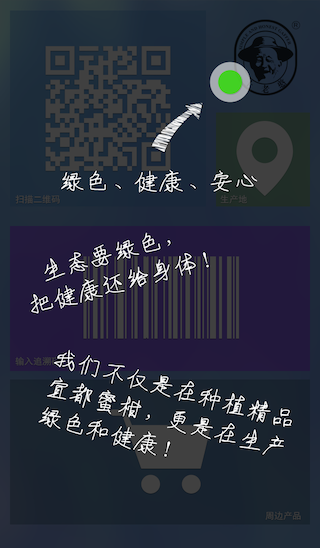 绿色、健康、安心
扫描二维码
生产地
生态要绿色，
把健康还给身体！
输入追溯
我们不仅是在种植精品
宜都蜜柑，更是在生产
绿色和健康！
周边产品